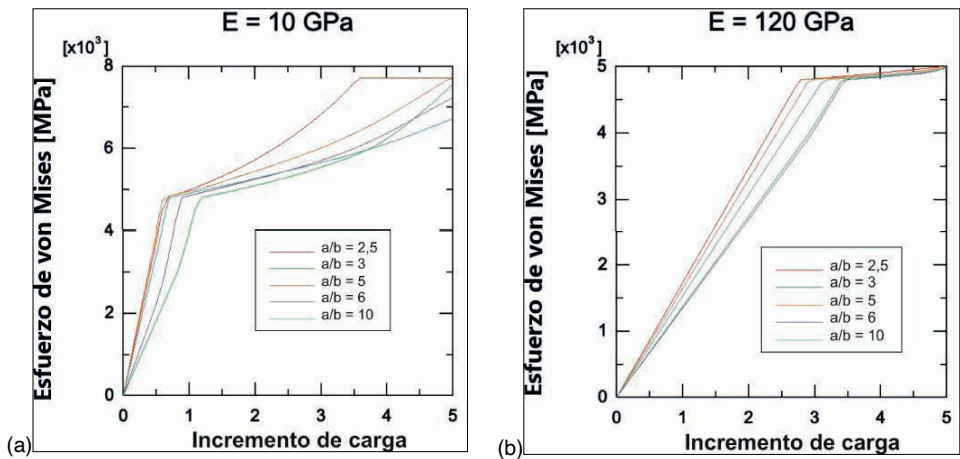 E = 10 GPa
[x10³]
Esfuerzo de von Mises [MPa]
8
6
4
2
0
0 1 2 3 4 5
Incremento de carga
a/b = 2,5
a/b = 3
a/b = 5
a/b = 6
a/b = 10
(a)
E = 120 GPa
[x10³]
Esfuerzo de von Mises [MPa]
5
4
3
2
1
0
0 1 2 3 4 5
Incremento de carga
a/b = 2,5
a/b = 3
a/b = 5
a/b = 6
a/b = 10
(b)